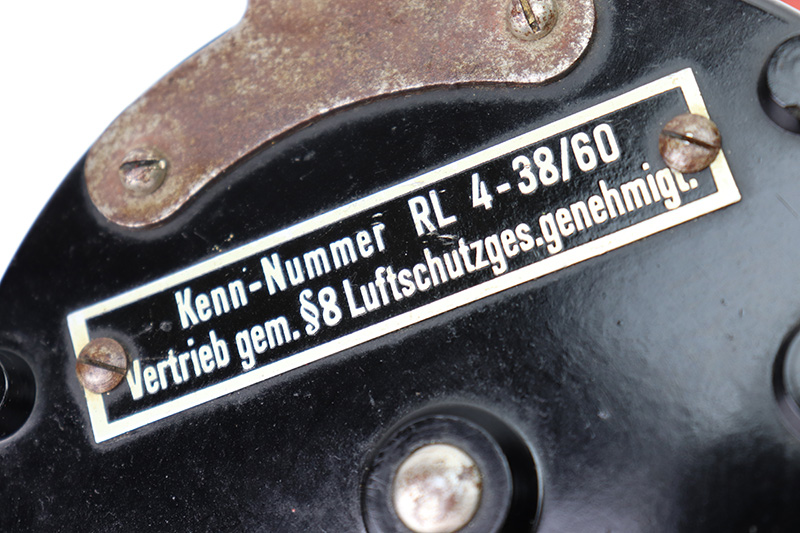 Kenn-Nummer RL 4-38/60
Vertrieb gem. §8 Luftschutzges.genehmigt.